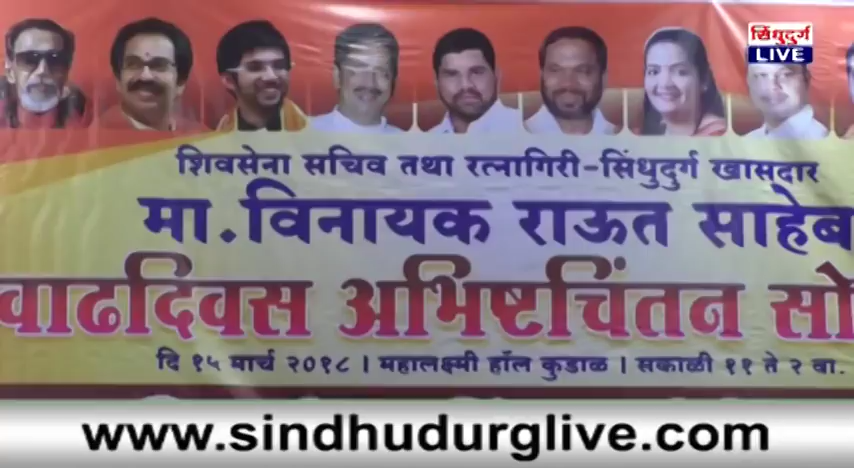 सिंधुदुर्ग
LIVE
शिवसेना सचिव तथा रत्नागिरी-सिंधुदुर्ग खासदार
मा. विनायक राऊत साहेब
वाढदिवस अभिष्टचिंतन
दि १५ मार्च २०१८ । महालक्ष्मी हॉल कुडाळ । सकाळी ११ ते २ वा.
www.sindhudurglive.com